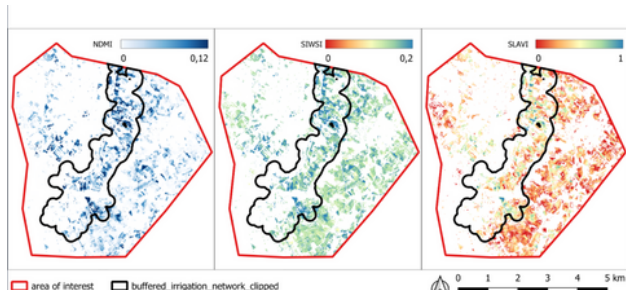 NDMI
0 0,12
SIWSI
0 0,2
SLAVI
0 1
area of interest buffered_irrigation_network_clipped
0 1 2 3 4 5 km